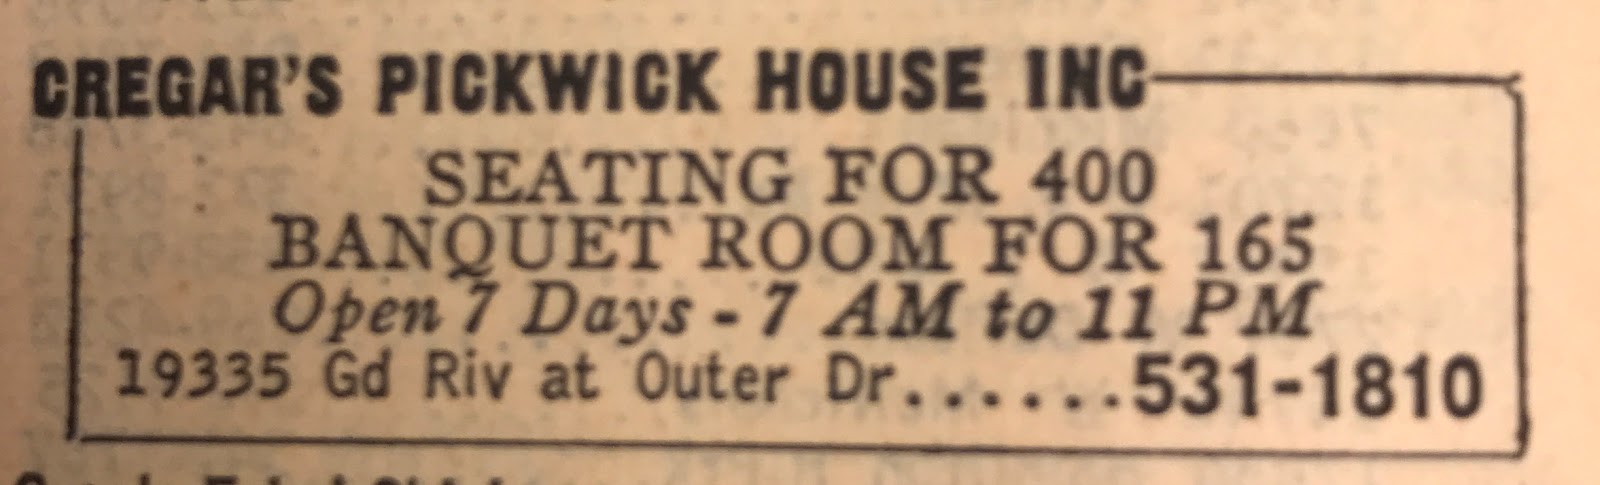 CREGAR'S PICKWICK HOUSE INC
SEATING FOR 400
BANQUET ROOM FOR 165
Open 7 Days - 7 AM to 11 PM
19335 Gd Riv at Outer Dr......531-1810